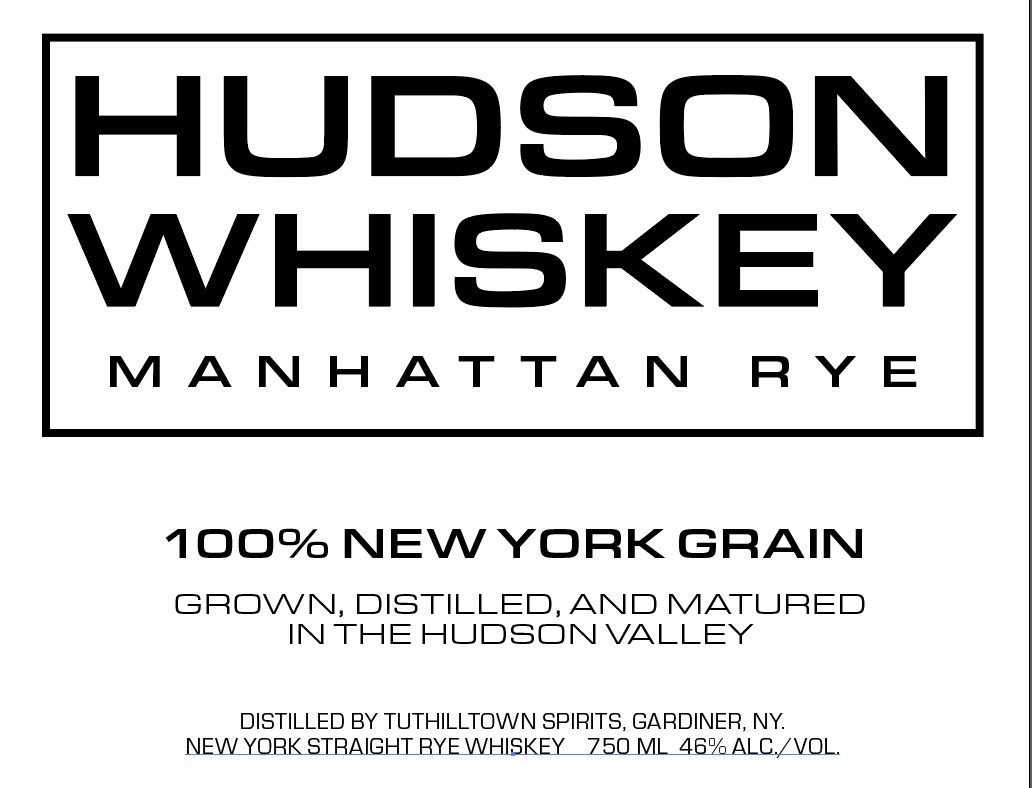 HUDSON
WHISKEY
MANHATTAN RYE
100% NEW YORK GRAIN
GROWN, DISTILLED, AND MATURED
IN THE HUDSON VALLEY
DISTILLED BY TUTHILLTOWN SPIRITS, GARDINER, NY.
NEW YORK STRAIGHT RYE WHISKEY 750 ML 46% ALC./VOL.